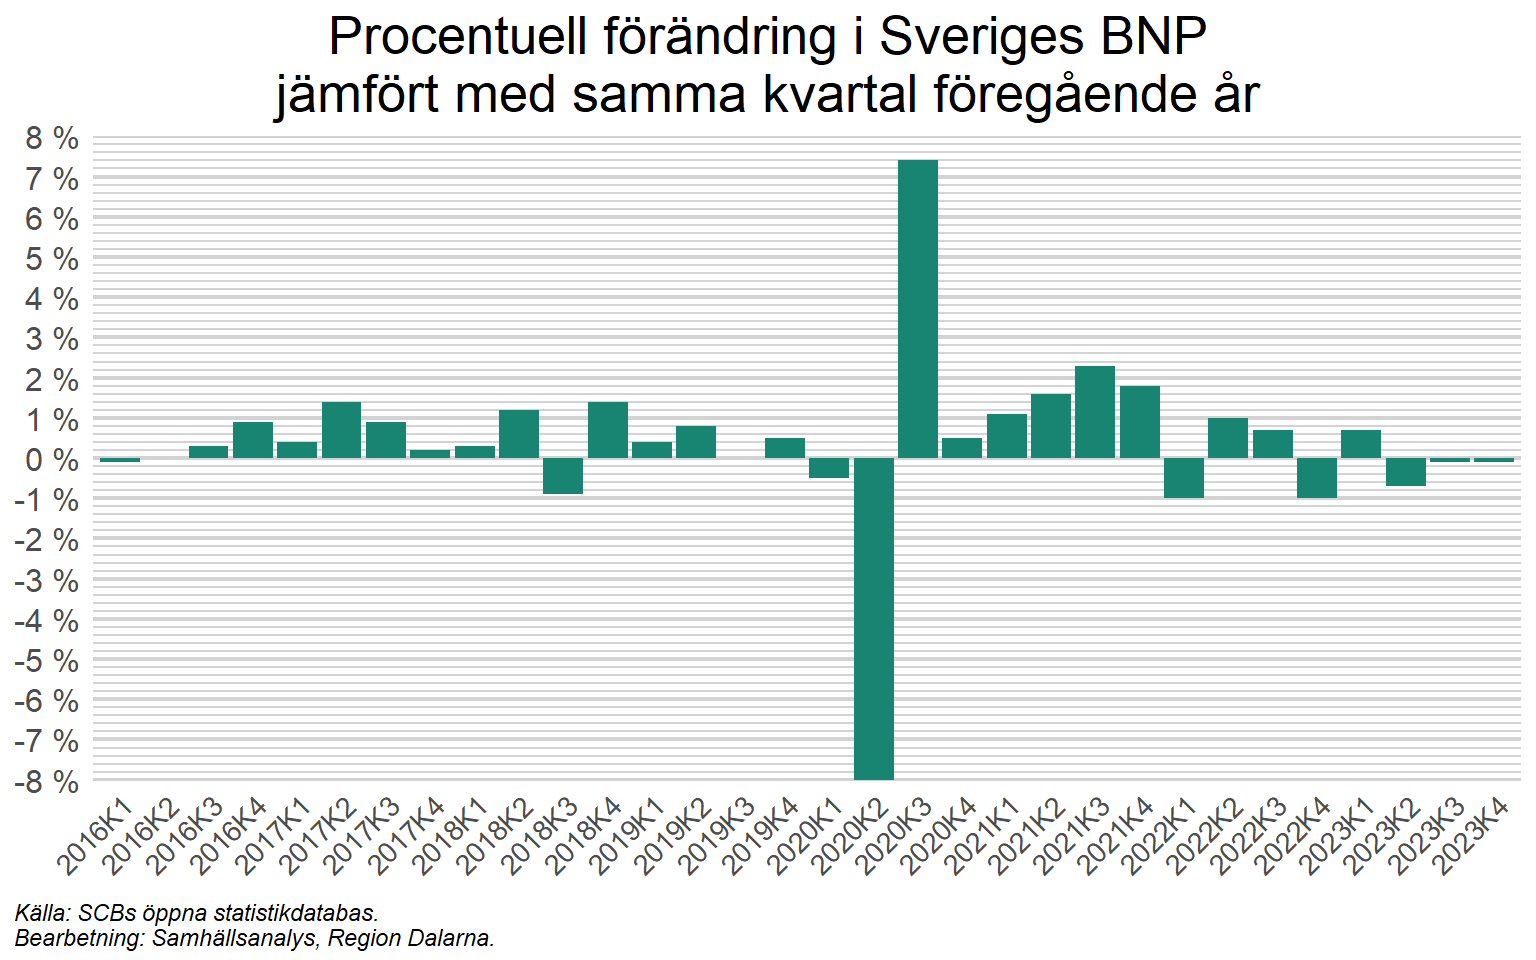 Procentuell förändring i Sveriges BNP
jämfört med samma kvartal föregående år
8 %
7 %
6 %
5 %
4 %
3 %
2 %
1 %
0 %
-1 %
-2 %
-3 %
-4 %
-5 %
-6 %
-7 %
-8 %
2016K1
2016K2
2016K3
2016K4
2017K1
2017K2
2017K3
2017K4
2018K1
2018K2
2018K3
2018K4
2019K1
2019K2
2019K3
2019K4
2020K1
2020K2
2020K3
2020K4
2021K1
2021K2
2021K3
2021K4
2022K1
2022K2
2022K3
2022K4
2023K1
2023K2
2023K3
2023K4
Källa: SCBs öppna statistikdatabas.
Bearbetning: Samhällsanalys, Region Dalarna.